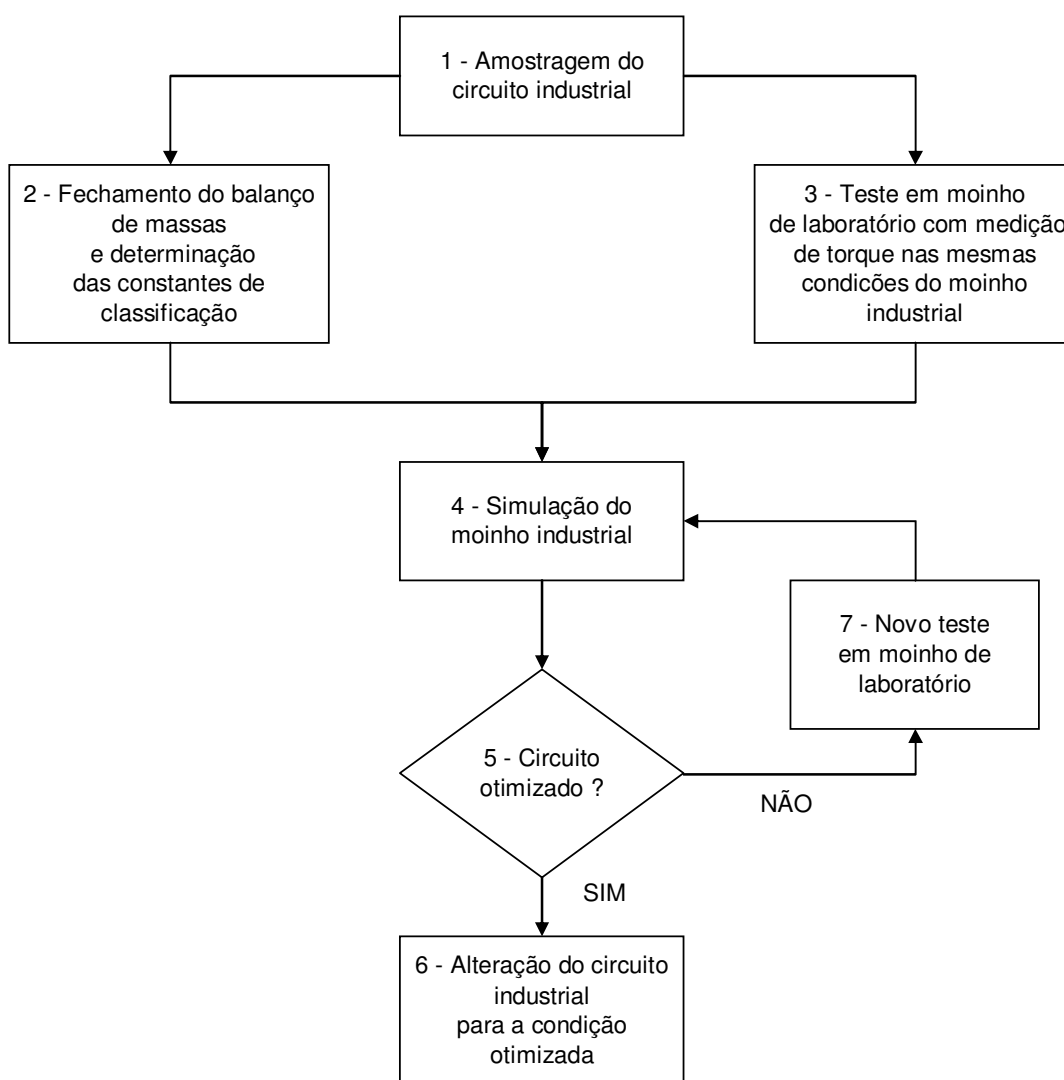 1 - Amostragem do
circuito industrial
2 - Fechamento do balanço
de massas
e determinação
das constantes de
classificação
3 - Teste em moinho
de laboratório com medição
de torque nas mesmas
condicões do moinho
industrial
4 - Simulação do
moinho industrial
7 - Novo teste
em moinho de
laboratório
5 - Circuito
otimizado ?
NÃO
SIM
6 - Alteração do circuito
industrial
para a condição
otimizada